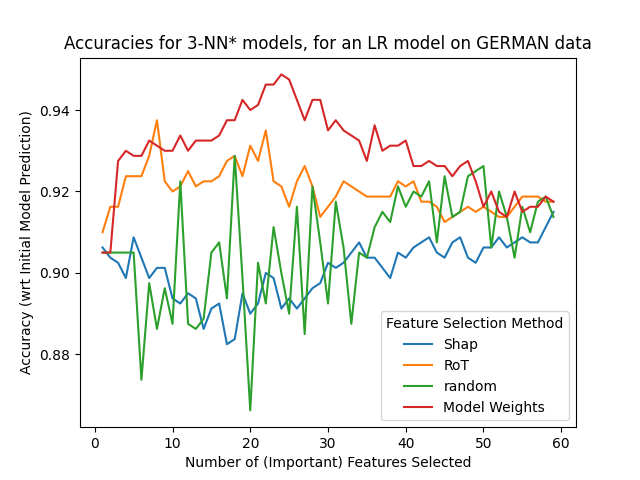 Accuracies for 3-NN* models, for an LR model on GERMAN data
Accuracy (wrt Initial Model Prediction)
0.94
0.92
0.90
0.88
Feature Selection Method
Shap
RoT
random
Model Weights
0 10 20 30 40 50 60
Number of (Important) Features Selected